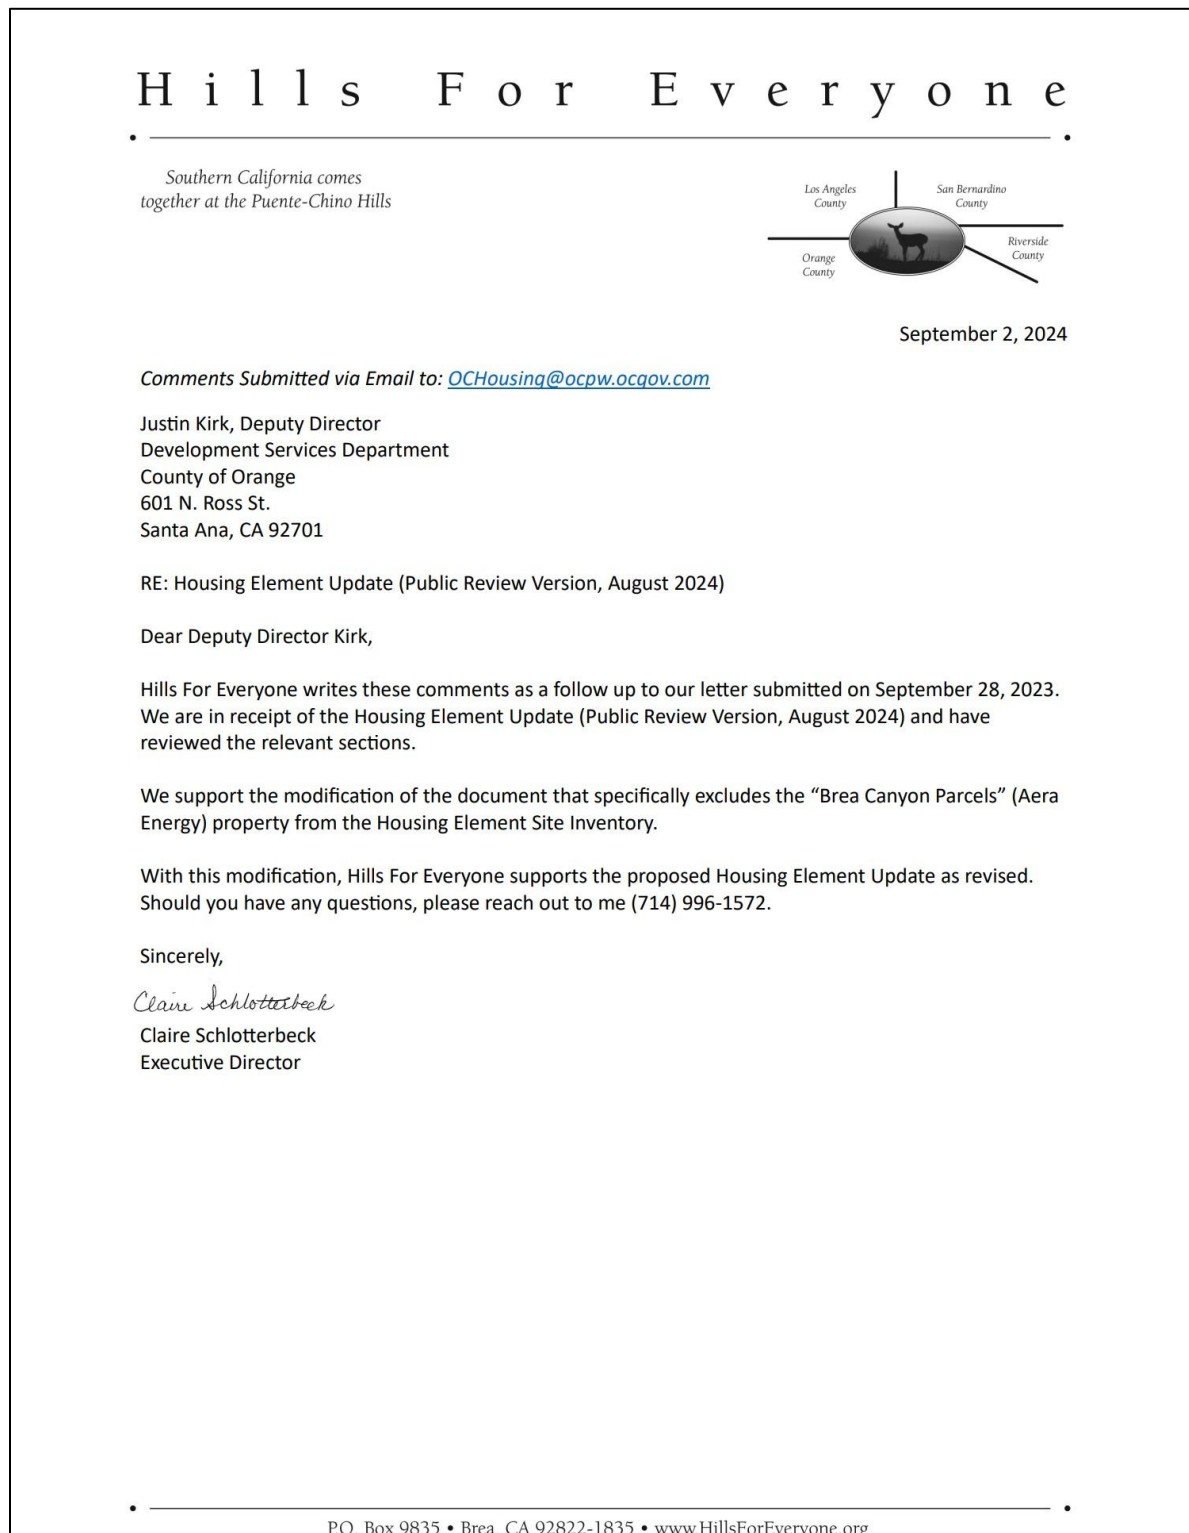 Hills For Everyone
Southern California comes
together at the Puente-Chino Hills
Los Angeles
County
San Bernardino
County
Orange
County
Riverside
County
September 2, 2024
Comments Submitted via Email to: OCHousing@ocpw.ocgov.com
Justin Kirk, Deputy Director
Development Services Department
County of Orange
601 N. Ross St.
Santa Ana, CA 92701
RE: Housing Element Update (Public Review Version, August 2024)
Dear Deputy Director Kirk,
Hills For Everyone writes these comments as a follow up to our letter submitted on September 28, 2023.
We are in receipt of the Housing Element Update (Public Review Version, August 2024) and have
reviewed the relevant sections.
We support the modification of the document that specifically excludes the “Brea Canyon Parcels” (Aera
Energy) property from the Housing Element Site Inventory.
With this modification, Hills For Everyone supports the proposed Housing Element Update as revised.
Should you have any questions, please reach out to me (714) 996-1572.
Sincerely,
Claire Schlotterbeck
Claire Schlotterbeck
Executive Director
P.O. Box 9835 • Brea, CA 92822-1835 • www.HillsForEveryone.org